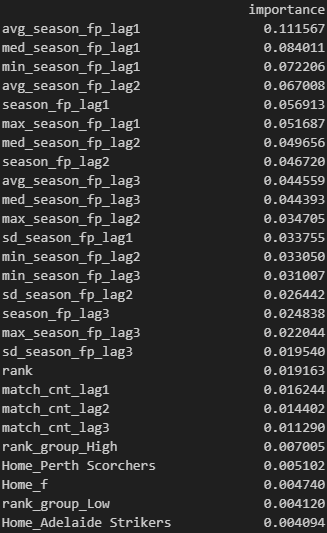 importance
avg_season_fp_lag1 0.111567
med_season_fp_lag1 0.084011
min_season_fp_lag1 0.072206
avg_season_fp_lag2 0.067008
season_fp_lag1 0.056913
max_season_fp_lag1 0.051687
med_season_fp_lag2 0.049656
season_fp_lag2 0.046720
avg_season_fp_lag3 0.044559
med_season_fp_lag3 0.044393
max_season_fp_lag2 0.034705
sd_season_fp_lag1 0.033755
min_season_fp_lag2 0.033050
min_season_fp_lag3 0.031007
sd_season_fp_lag2 0.026442
season_fp_lag3 0.024838
max_season_fp_lag3 0.022044
sd_season_fp_lag3 0.019540
rank 0.019163
match_cnt_lag1 0.016244
match_cnt_lag2 0.014402
match_cnt_lag3 0.011290
rank_group_High 0.007005
Home_Perth Scorchers 0.005102
Home_f 0.004740
rank_group_Low 0.004120
Home_Adelaide Strikers 0.004094